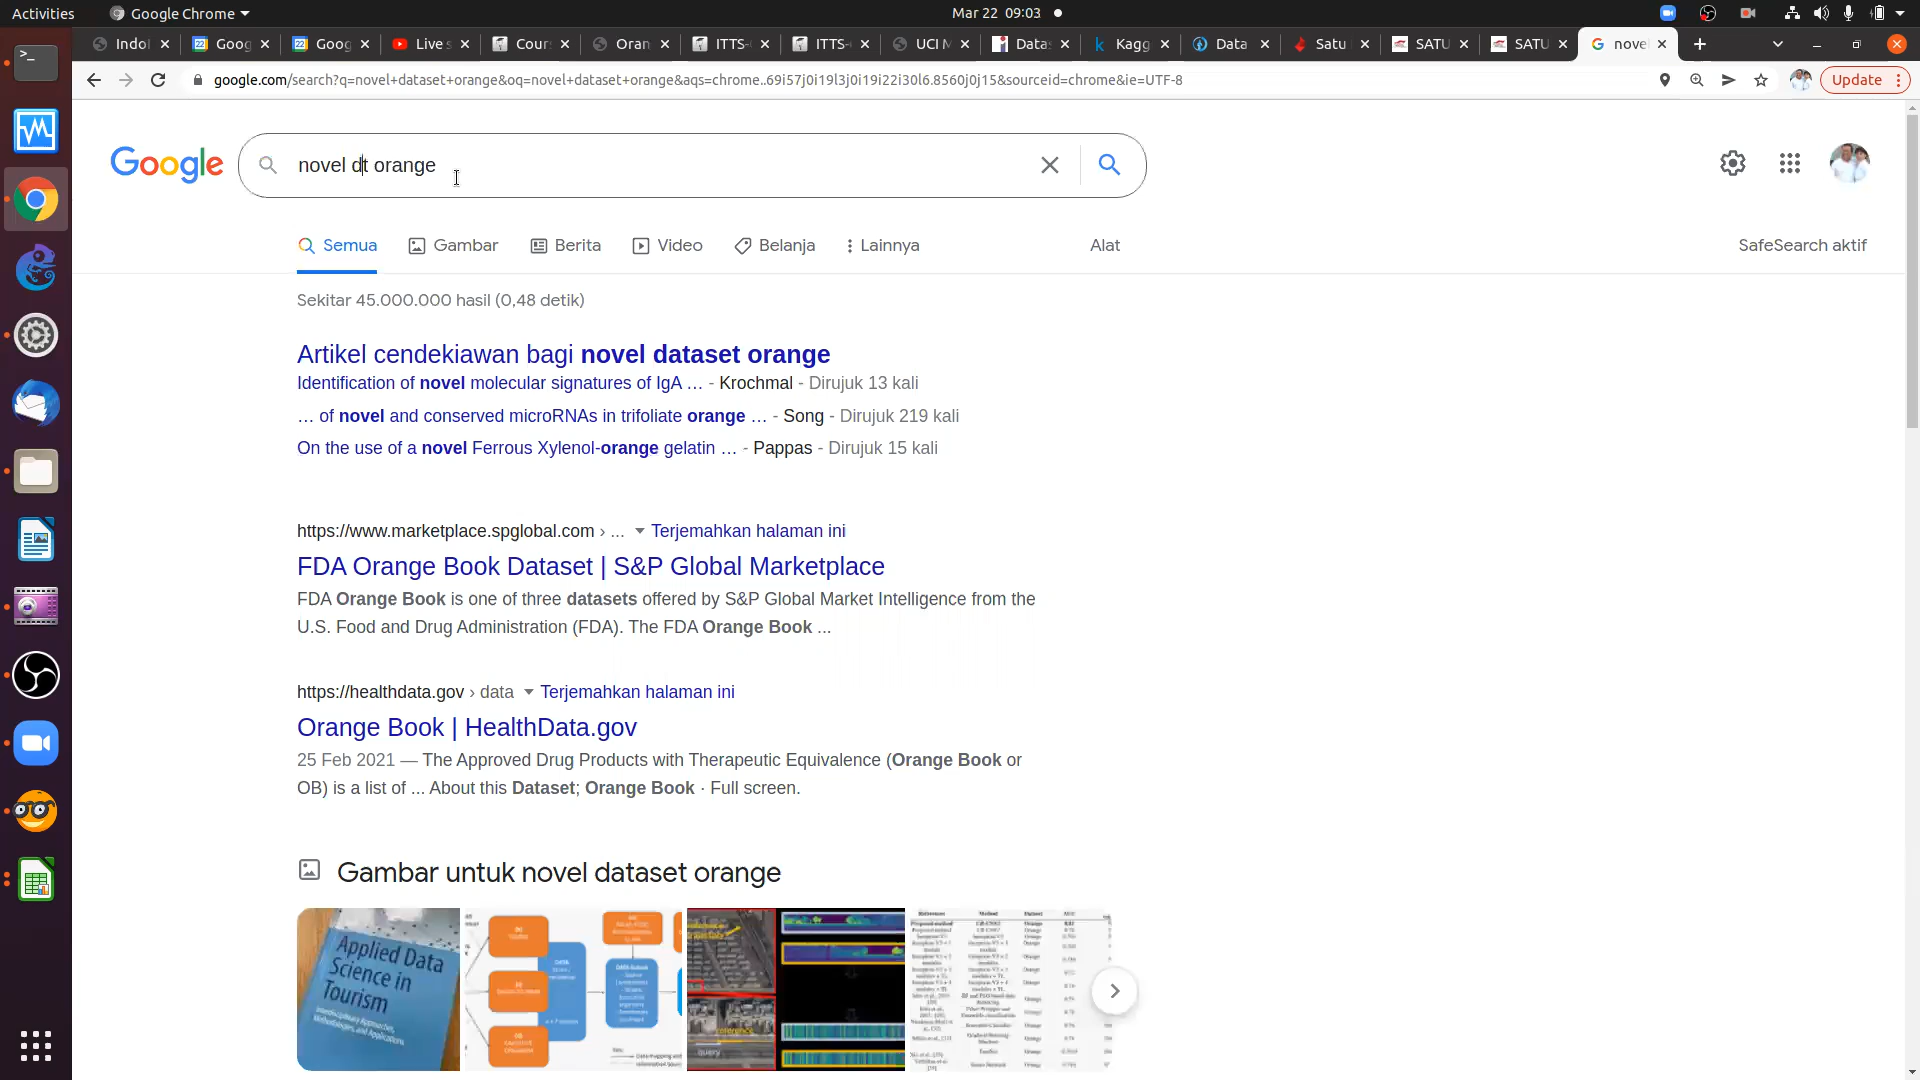 Activities Google Chrome Mar 22 09:03
Indo Goog Goog Live s Cour Oran ITTS- ITTS- UCI M Data Kagg Data Satu SATU SATU nove
google.com/search?q=novel+dataset+orange&oq=novel+dataset+orange&aqs=chrome..69i57j0i19l3j0i19i22i30l6.8560j0j15&sourceid=chrome&ie=UTF-8 Update
Google novel dt orange
Semua Gambar Berita Video Belanja Lainnya Alat SafeSearch aktif
Sekitar 45.000.000 hasil (0,48 detik)
Artikel cendekiawan bagi novel dataset orange
Identification of novel molecular signatures of IgA … - Krochmal - Dirujuk 13 kali
… of novel and conserved microRNAs in trifoliate orange … - Song - Dirujuk 219 kali
On the use of a novel Ferrous Xylenol-orange gelatin … - Pappas - Dirujuk 15 kali
https://www.marketplace.spglobal.com › ... Terjemahkan halaman ini
FDA Orange Book Dataset | S&P Global Marketplace
FDA Orange Book is one of three datasets offered by S&P Global Market Intelligence from the
U.S. Food and Drug Administration (FDA). The FDA Orange Book ...
https://healthdata.gov › data Terjemahkan halaman ini
Orange Book | HealthData.gov
25 Feb 2021 — The Approved Drug Products with Therapeutic Equivalence (Orange Book or
OB) is a list of ... About this Dataset; Orange Book · Full screen.
Gambar untuk novel dataset orange
Applied Data
Science in
Tourism
query